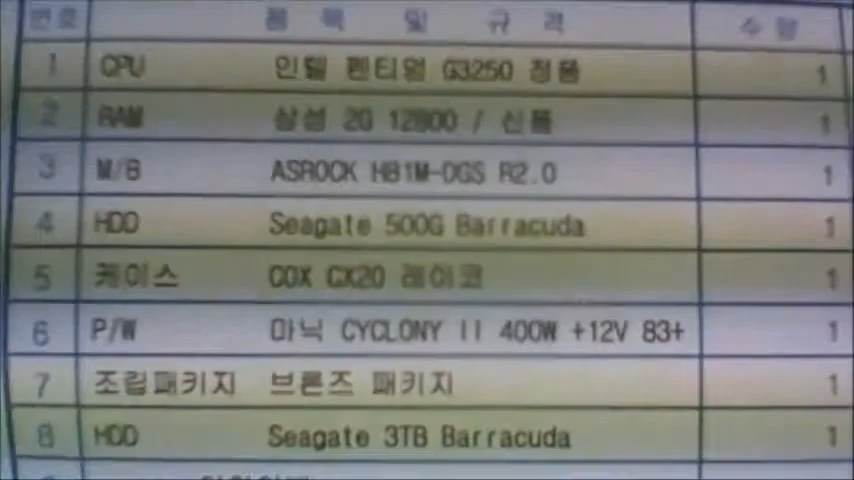 번호 품 목 및 규 격 수 량
1 CPU 인텔 펜티엄 G3250 정품 1
2 RAM 삼성 2G 12800 / 신품 1
3 M/B ASROCK H81M-DGS R2.0 1
4 HDD Seagate 500G Barracuda 1
5 케이스 COX CX20 레이코 1
6 P/W 마닉 CYCLONY II 400W +12V 83+ 1
7 조립패키지 브론즈 패키지 1
8 HDD Seagate 3TB Barracuda 1